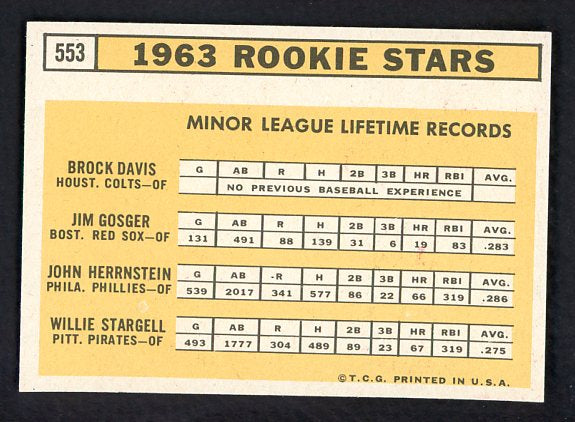 553 1963 ROOKIE STARS
MINOR LEAGUE LIFETIME RECORDS
BROCK DAVIS
HOUST. COLTS—OF
G AB R H 2B 3B HR RBI AVG.
NO PREVIOUS BASEBALL EXPERIENCE
JIM GOSGER
BOST. RED SOX—OF
G AB R H 2B 3B HR RBI AVG.
131 491 88 139 31 6 19 83 .283
JOHN HERRNSTEIN
PHILA. PHILLIES—OF
G AB R H 2B 3B HR RBI AVG.
539 2017 341 577 86 22 66 319 .286
WILLIE STARGELL
PITT. PIRATES—OF
G AB R H 2B 3B HR RBI AVG.
493 1777 304 489 89 23 67 319 .275
©T.C.G. PRINTED IN U.S.A.